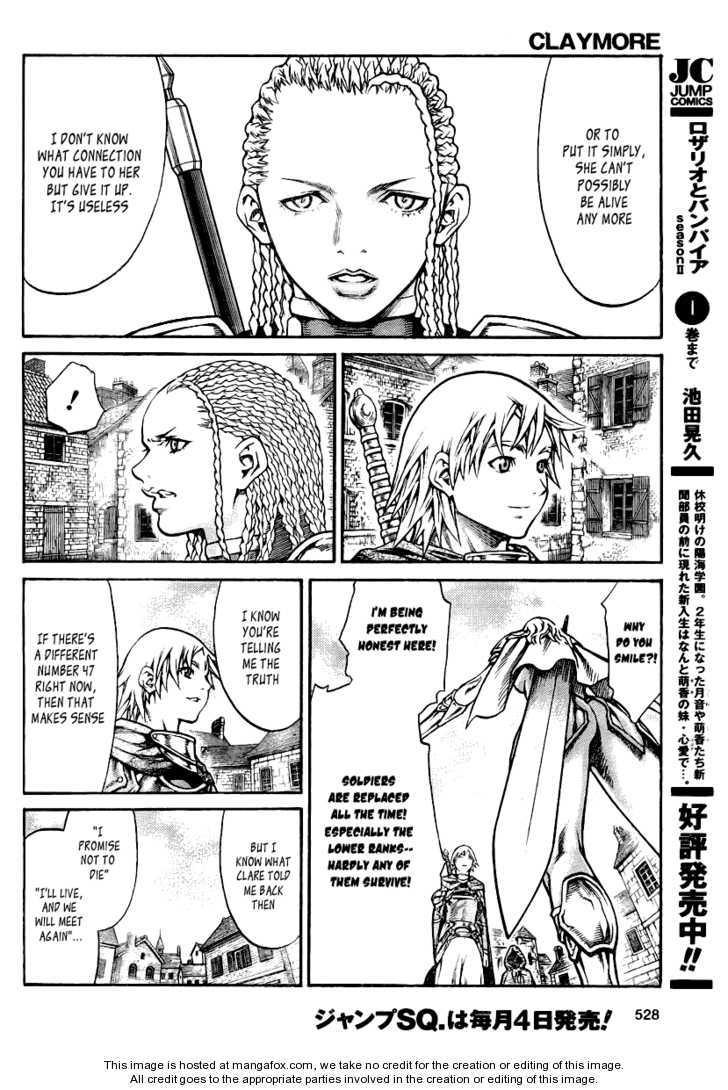 CLAYMORE
OR TO
PUT IT SIMPLY,
SHE CAN'T
POSSIBLY
BE ALIVE
ANY MORE
I DON'T KNOW
WHAT CONNECTION
YOU HAVE TO HER
BUT GIVE IT UP.
IT'S USELESS
!
I KNOW
YOU'RE
TELLING
ME THE
TRUTH
IF THERE'S
A DIFFERENT
NUMBER 47
RIGHT NOW,
THEN THAT
MAKES SENSE
WHY
DO YOU
SMILE?!
I'M BEING
PERFECTLY
HONEST HERE!
SOLDIERS
ARE REPLACED
ALL THE TIME!
ESPECIALLY THE
LOWER RANKS--
HARDLY ANY OF
THEM SURVIVE!
BUT I
KNOW WHAT
CLARE TOLD
ME BACK
THEN
"I
PROMISE
NOT TO
DIE"
"I'LL LIVE,
AND WE
WILL MEET
AGAIN"...
JC
JUMP
COMICS
ロザリオとバンパイア
seasonⅡ
Ⅰ
巻まで
池田晃久
休校明けの陽海学園。2年生になった月音や萌香たち新
聞部員の前に現れた新入生はなんと萌香の妹・心愛で…。
好評発売中!!
ジャンプSQ.は毎月4日発売!
528
This image is hosted at mangafox.com, we take no credit for the creation or editing of this image.
All credit goes to the appropriate parties involved in the creation and editing of this image.